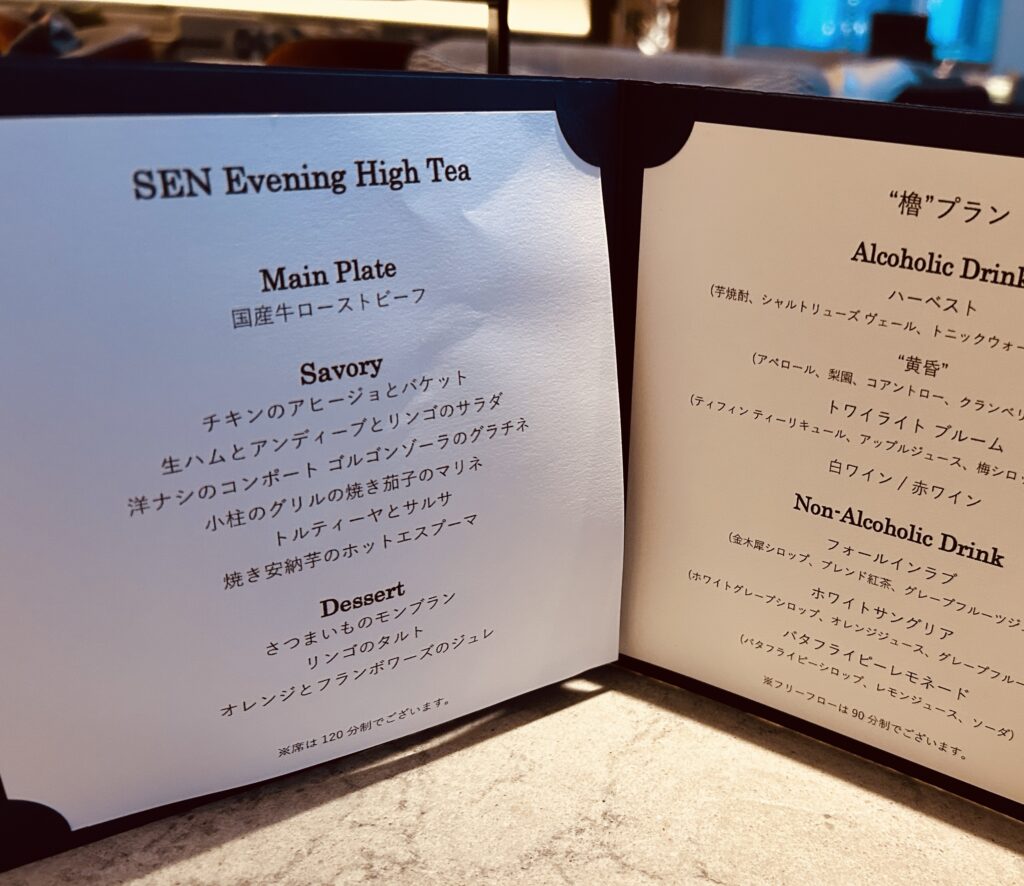 SEN Evening High Tea
Main Plate
国産牛ローストビーフ
Savory
チキンのアヒージョとバケット
生ハムとアンディーブとリンゴのサラダ
洋ナシのコンポート ゴルゴンゾーラのグラチネ
小柱のグリルの焼き茄子のマリネ
トルティーヤとサルサ
焼き安納芋のホットエスプーマ
Dessert
さつまいものモンブラン
リンゴのタルト
オレンジとフランボワーズのジュレ
※席は 120 分制でございます。
“櫓”プラン
Alcoholic Drink
ハーベスト
(芋焼酎、シャルトリューズ ヴェール、トニックウォー
“黄昏”
(アペロール、梨園、コアントロー、クランベリ
トワイライト ブルーム
(ティフィン ティーリキュール、アップルジュース、梅シロッ
白ワイン / 赤ワイン
Non-Alcoholic Drink
フォールインラブ
(金木犀シロップ、ブレンド紅茶、グレープフルーツジ
ホワイトサングリア
(ホワイトグレープシロップ、オレンジジュース、グレープフルー
バタフライピーレモネード
(バタフライピーシロップ、レモンジュース、ソーダ)
※フリーフローは 90 分制でございます。